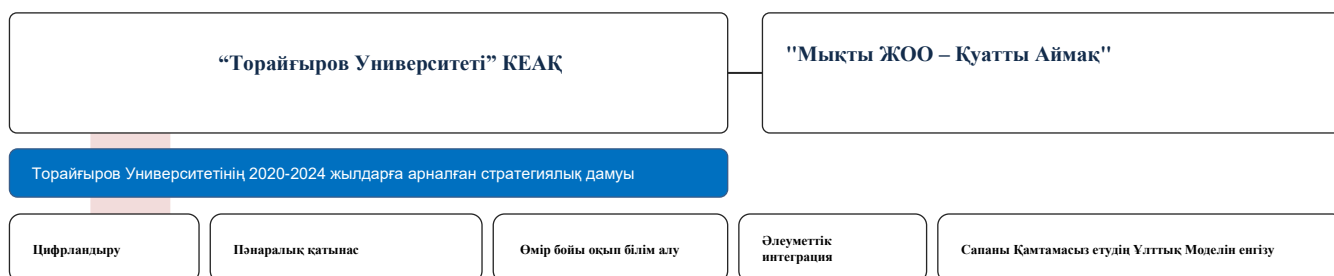 “Торайғыров Университеті” КЕАҚ
"Мықты ЖОО – Қуатты Аймақ"
Торайғыров Университетінің 2020-2024 жылдарға арналған стратегиялық дамуы
Цифрландыру
Пәнаралық қатынас
Өмір бойы оқып білім алу
Әлеуметтік
интеграция
Сапаны Қамтамасыз етудің Ұлттық Моделін енгізу